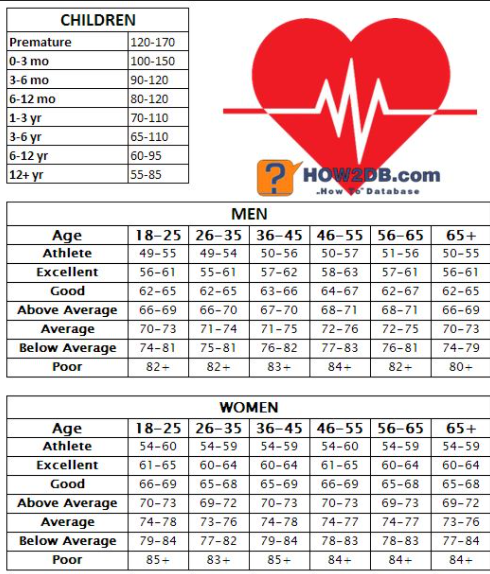 CHILDREN
Premature 120-170
0-3 mo 100-150
3-6 mo 90-120
6-12 mo 80-120
1-3 yr 70-110
3-6 yr 65-110
6-12 yr 60-95
12+ yr 55-85
?
HOW2DB.com
..How To Database
MEN
Age 18-25 26-35 36-45 46-55 56-65 65+
Athlete 49-55 49-54 50-56 50-57 51-56 50-55
Excellent 56-61 55-61 57-62 58-63 57-61 56-61
Good 62-65 62-65 63-66 64-67 62-67 62-65
Above Average 66-69 66-70 67-70 68-71 68-71 66-69
Average 70-73 71-74 71-75 72-76 72-75 70-73
Below Average 74-81 75-81 76-82 77-83 76-81 74-79
Poor 82+ 82+ 83+ 84+ 82+ 80+
WOMEN
Age 18-25 26-35 36-45 46-55 56-65 65+
Athlete 54-60 54-59 54-59 54-60 54-59 54-59
Excellent 61-65 60-64 60-64 61-65 60-64 60-64
Good 66-69 65-68 65-69 66-69 65-68 65-68
Above Average 70-73 69-72 70-73 70-73 69-73 69-72
Average 74-78 73-76 74-78 74-77 74-77 73-76
Below Average 79-84 77-82 79-84 78-83 78-83 77-84
Poor 85+ 83+ 85+ 84+ 84+ 84+